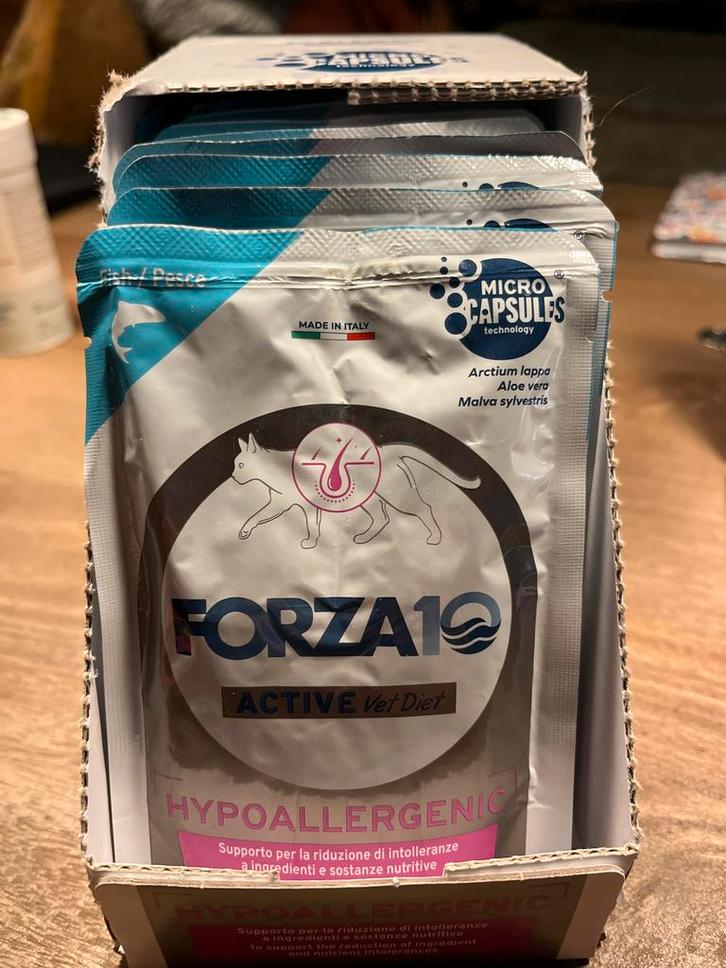 CAPSULES
technology
Fish / Pesce
MADE IN ITALY
MICRO
CAPSULES
technology
®
Arctium lappa
Aloe vera
Malva sylvestris
FORZA10
ACTIVE Vet Diet
HYPOALLERGENIC
Supporto per la riduzione di intolleranze
a ingredienti e sostanze nutritive
HYPOALLERGENIC
Supporto per la riduzione di intolleranze
a ingredienti e sostanze nutritive
To support the reduction of ingredient
and nutrient intolerances